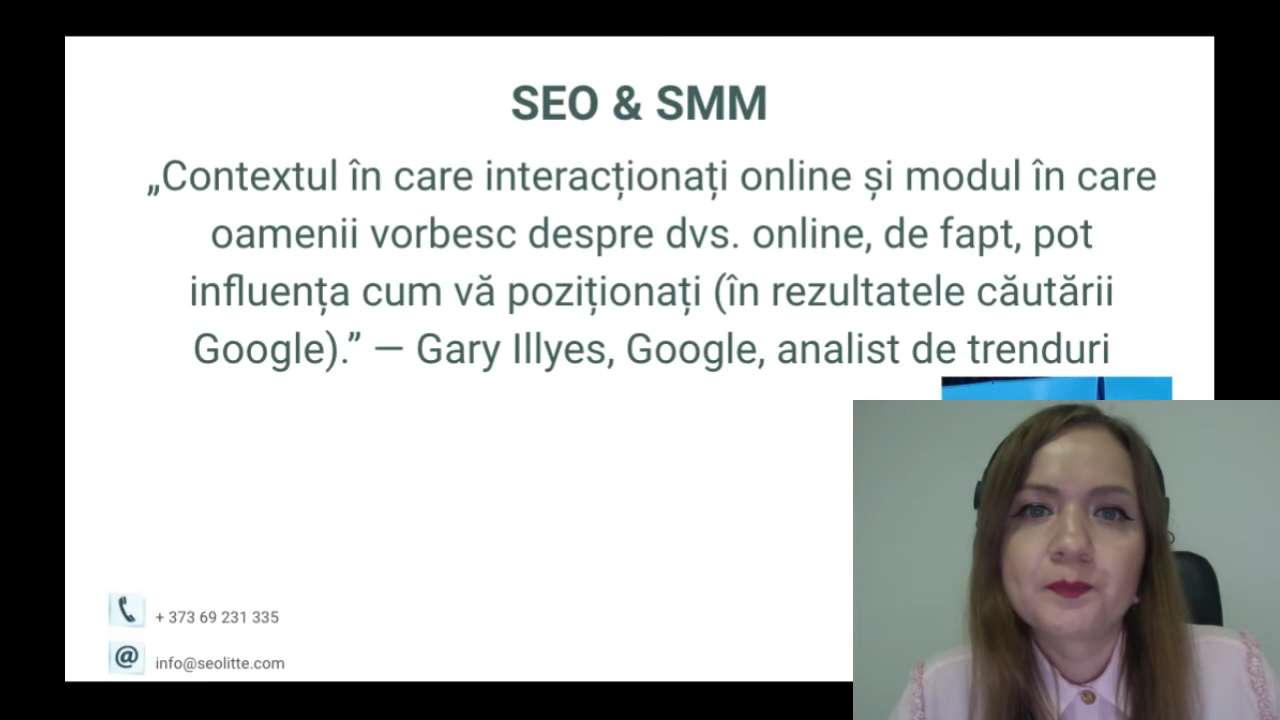 SEO & SMM
„Contextul în care interacționați online și modul în care
oamenii vorbesc despre dvs. online, de fapt, pot
influența cum vă poziționați (în rezultatele căutării
Google).” — Gary Illyes, Google, analist de trenduri
+ 373 69 231 335
@
info@seolitte.com